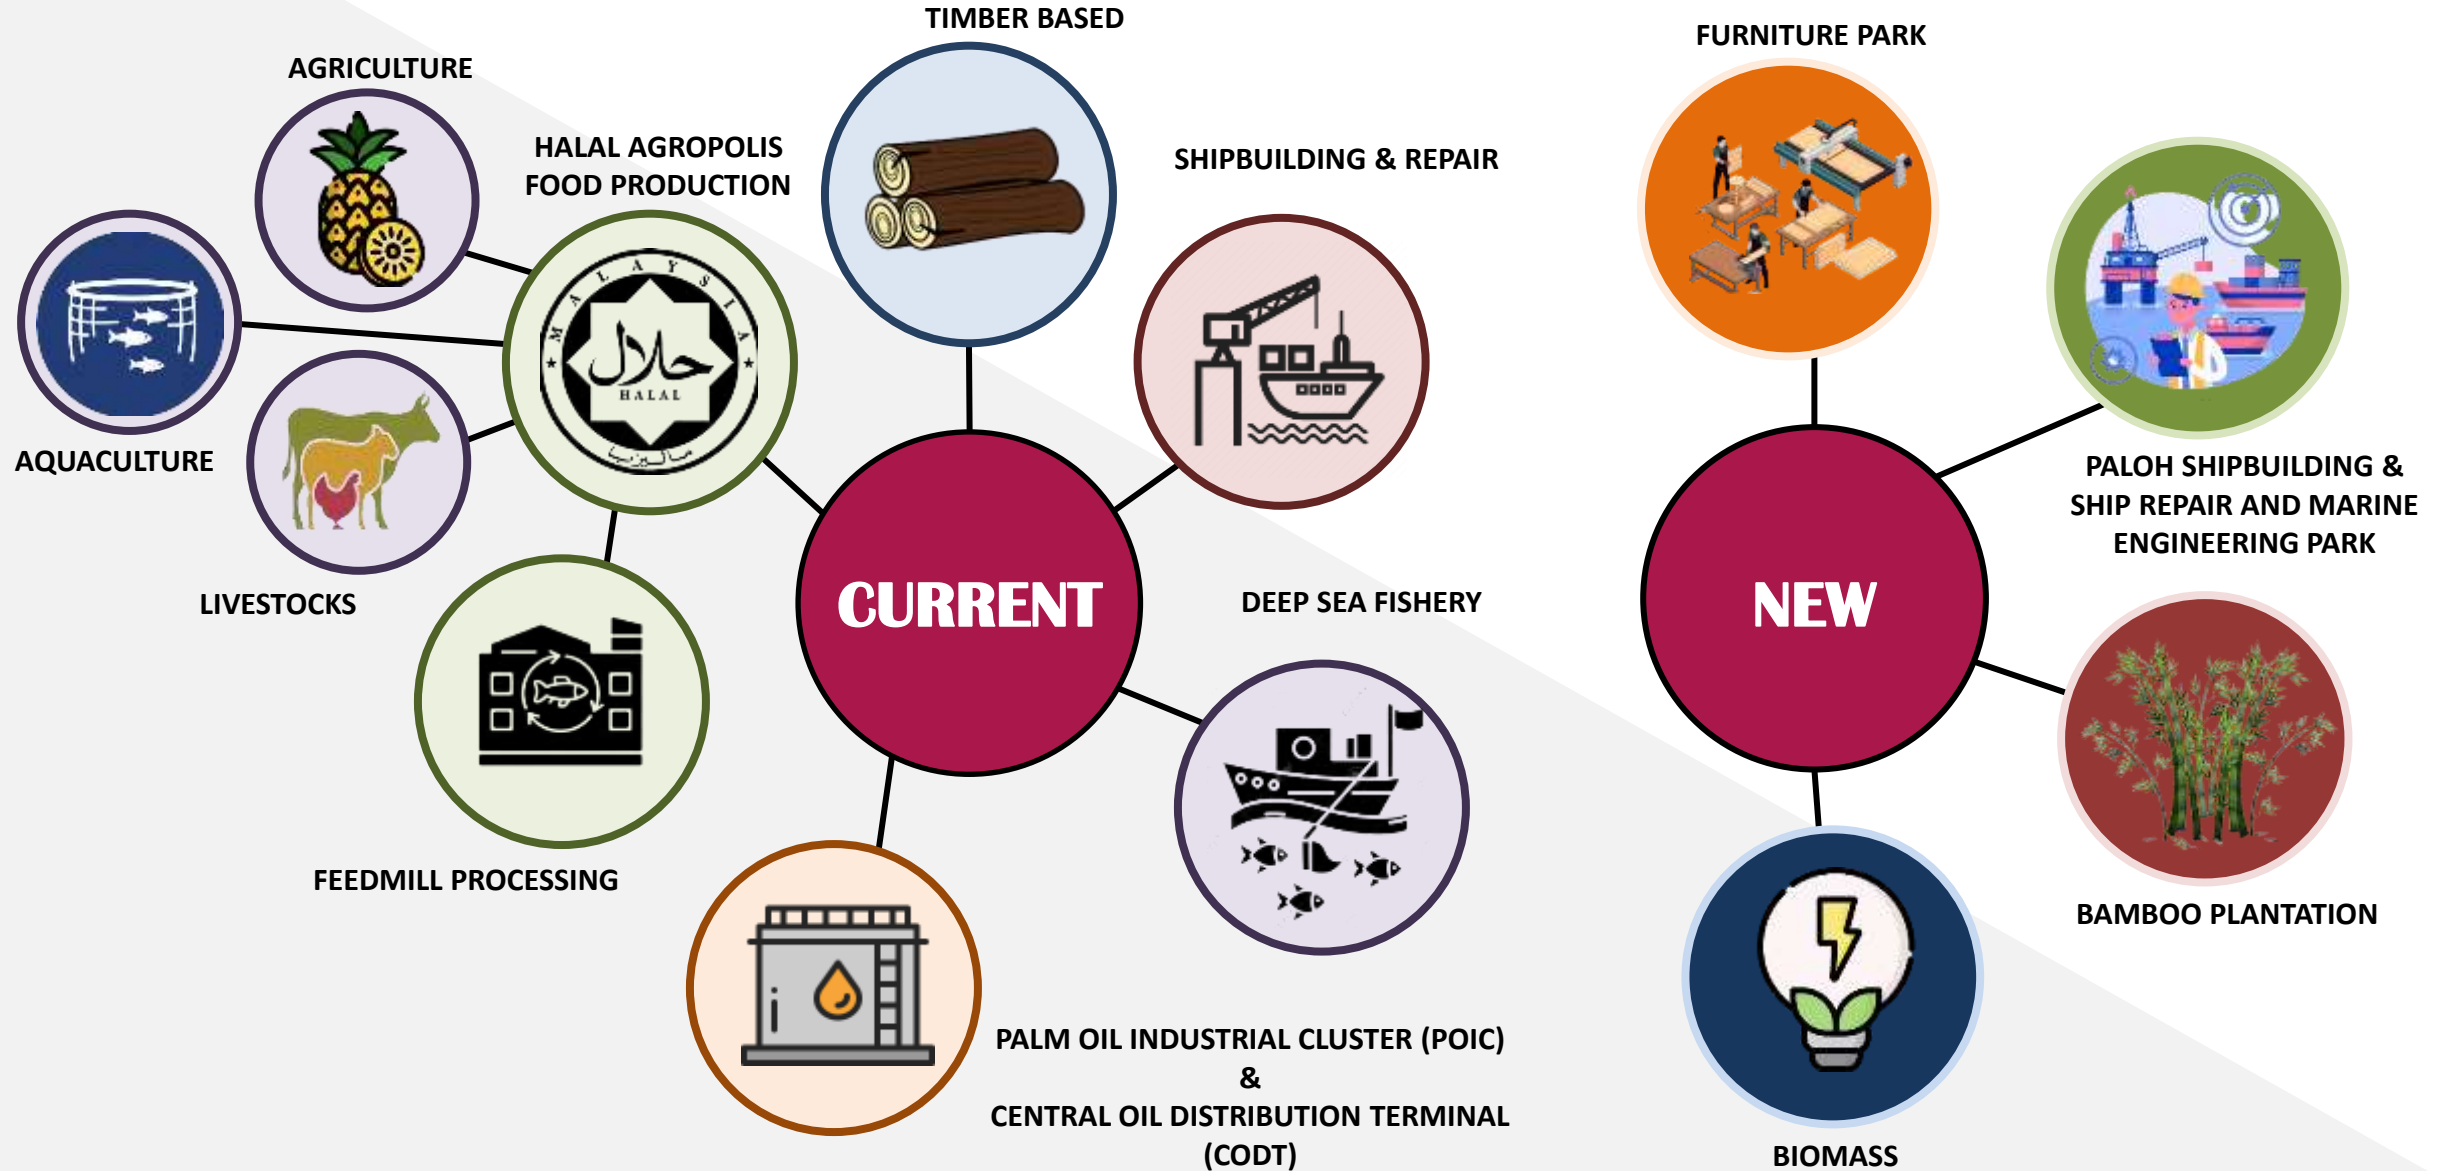 TIMBER BASED
AGRICULTURE
HALAL AGROPOLIS
FOOD PRODUCTION
SHIPBUILDING & REPAIR
MALAYSIA
حلال
HALAL
ماليزيا
AQUACULTURE
LIVESTOCKS
CURRENT
DEEP SEA FISHERY
FEEDMILL PROCESSING
PALM OIL INDUSTRIAL CLUSTER (POIC)
&
CENTRAL OIL DISTRIBUTION TERMINAL
(CODT)
FURNITURE PARK
PALOH SHIPBUILDING &
SHIP REPAIR AND MARINE
ENGINEERING PARK
NEW
BAMBOO PLANTATION
BIOMASS